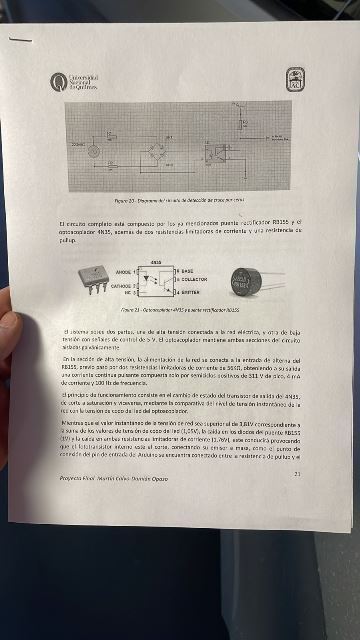 Universidad
Nacional
de Quilmes
220VAC
Figura 20 - Diagrama del circuito de detección de cruce por cero
El circuito completo está compuesto por los ya mencionados puente rectificador RB155 y el
optoacoplador 4N35, además de dos resistencias limitadoras de corriente y una resistencia de
pullup.
4N35
ANODE 1
6 BASE
CATHODE 2
5 COLLECTOR
NC 3
4 EMITTER
Figura 21 - Optoacoplador 4N35 y puente rectificador RB155
El sistema posee dos partes, una de alta tensión conectada a la red eléctrica, y otra de baja
tensión con señales de control de 5 V. El optoacoplador mantiene ambas secciones del circuito
aisladas galvánicamente.
En la sección de alta tensión, la alimentación de la red se conecta a la entrada de alterna del
RB155, previo paso por dos resistencias limitadoras de corriente de 36KΩ, obteniendo a su salida
una corriente continua pulsante compuesta solo por semiciclos positivos de 311 V de pico, 4 mA
de corriente y 100 Hz de frecuencia.
El principio de funcionamiento consiste en el cambio de estado del transistor de salida del 4N35,
de corte a saturación y viceversa, mediante la comparativa del nivel de tensión instantáneo de la
red con la tensión de codo del led del optoacoplador.
Mientras que el valor instantáneo de la tensión de red sea superior al de 3,81V correspondiente a
la suma de los valores de tensión de codo del led (1,05V), la caída en los diodos del puente RB155
(1V) y la caída en ambas resistencias limitadoras de corriente (1,76V), este conducirá provocando
que el fototransistor interno esté al corte, conectando su emisor a masa, como el punto de
conexión del pin de entrada del Arduino se encuentra conectado entre la resistencia de pullup y el
21
Proyecto Final Martín Calvo Damián Opazo